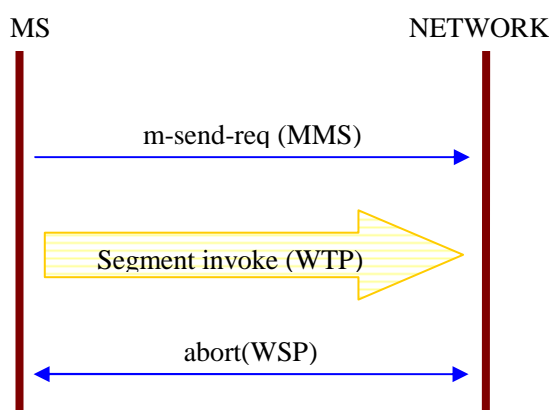 MS NETWORK
m-send-req (MMS)
Segment invoke (WTP)
abort(WSP)